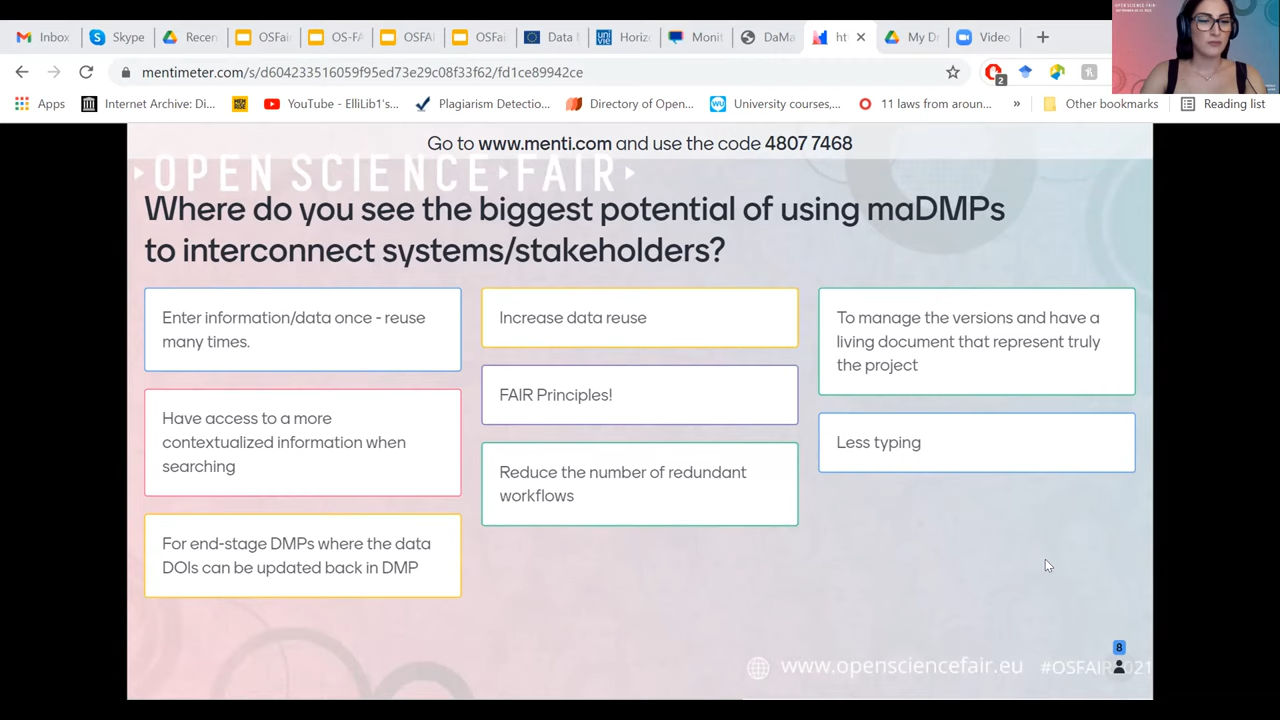 OPEN SCIENCE FAIR
Inbox
Skype
Recen
OSFai
OS-FA
OSFAI
OSFai
Data
Horiz
Monit
DaMa
ht
My D
Video
mentimeter.com/s/d604233516059f95ed73e29c08f33f62/fd1ce89942ce
2
Apps
Internet Archive: Di...
YouTube - ElliLib1's...
Plagiarism Detectio...
Directory of Open...
WU
University courses,...
11 laws from aroun...
»
Other bookmarks
Reading list
Go to www.menti.com and use the code 4807 7468
OPEN SCIENCE FAIR
Where do you see the biggest potential of using maDMPs
to interconnect systems/stakeholders?
Enter information/data once - reuse
many times.
Have access to a more
contextualized information when
searching
For end-stage DMPs where the data
DOIs can be updated back in DMP
Increase data reuse
FAIR Principles!
Reduce the number of redundant
workflows
To manage the versions and have a
living document that represent truly
the project
Less typing
8
www.opensciencefair.eu #OSFAIR2021